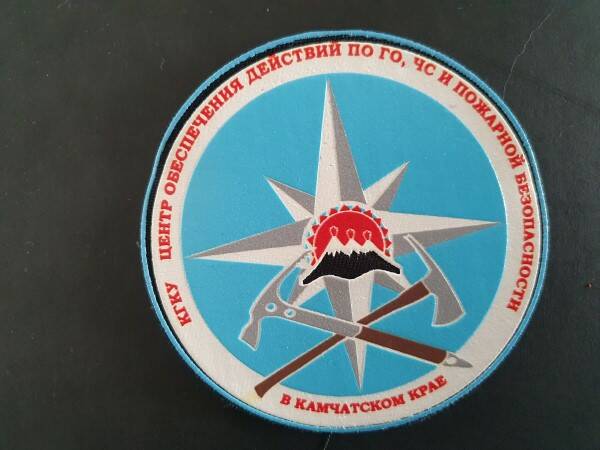 КГКУ ЦЕНТР ОБЕСПЕЧЕНИЯ ДЕЙСТВИЙ ПО ГО, ЧС И ПОЖАРНОЙ БЕЗОПАСНОСТИ
В КАМЧАТСКОМ КРАЕ